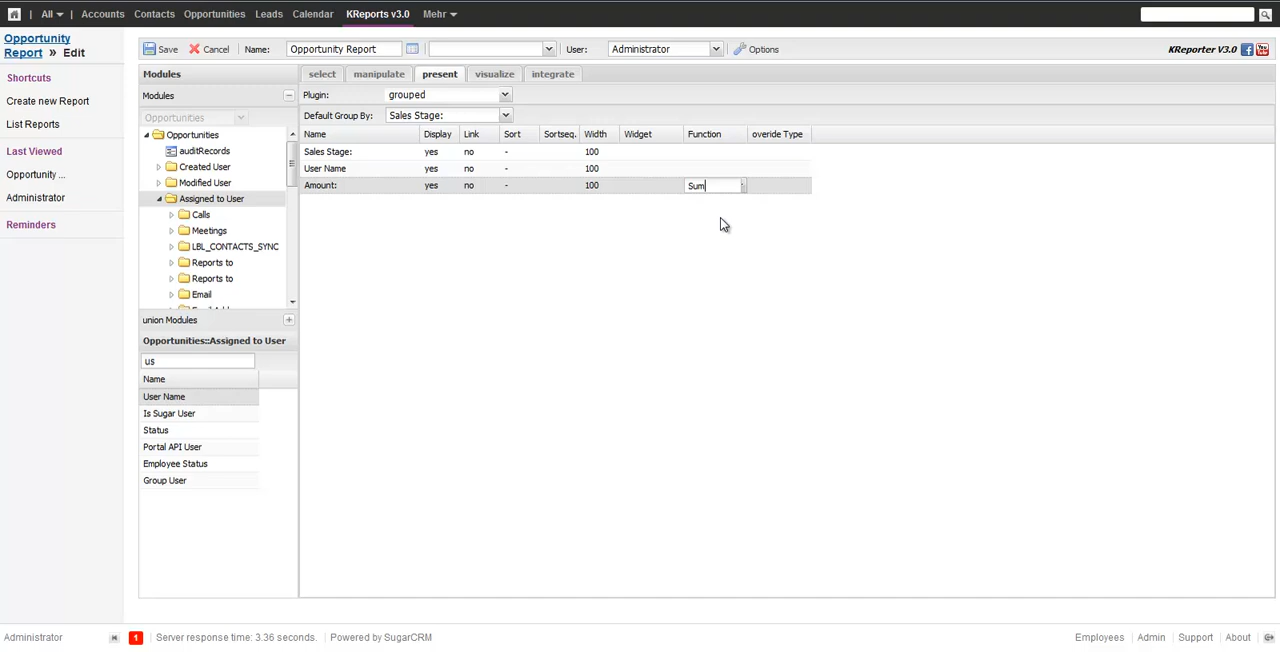 All | Accounts Contacts Opportunities Leads Calendar KReports v3.0 Mehr
Opportunity Report » Edit
Shortcuts
Create new Report
List Reports
Last Viewed
Opportunity ...
Administrator
Reminders
Save Cancel Name: Opportunity Report User: Administrator Options KReporter V3.0
Modules
Modules
Opportunities
Opportunities
auditRecords
Created User
Modified User
Assigned to User
Calls
Meetings
LBL_CONTACTS_SYNC
Reports to
Reports to
Email
union Modules
Opportunities::Assigned to User
us
Name
User Name
Is Sugar User
Status
Portal API User
Employee Status
Group User
select manipulate present visualize integrate
Plugin: grouped
Default Group By: Sales Stage:
Name Display Link Sort Sortseq. Width Widget Function overide Type
Sales Stage: yes no - 100
User Name yes no - 100
Amount: yes no - 100 Sum
Administrator 1 Server response time: 3.36 seconds. | Powered by SugarCRM
Employees | Admin | Support | About